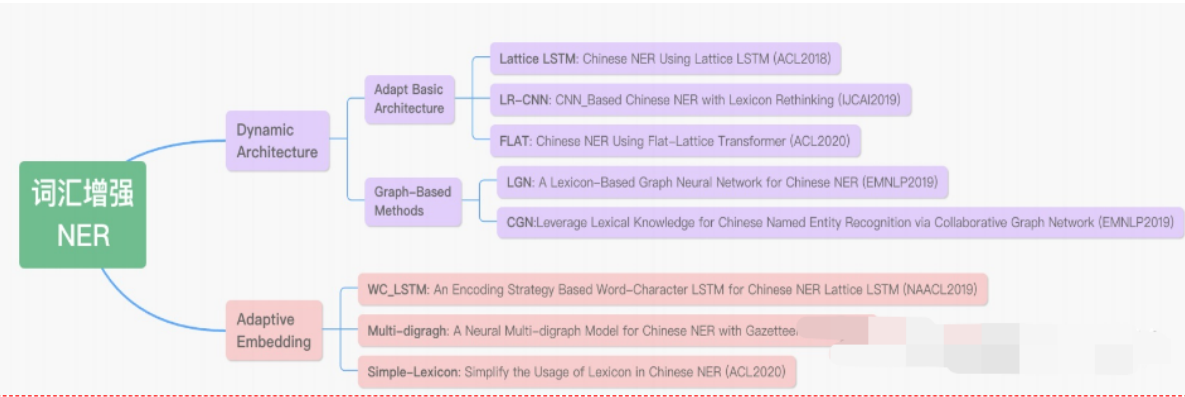 词汇增强
NER
Dynamic
Architecture
Adapt Basic
Architecture
Lattice LSTM: Chinese NER Using Lattice LSTM (ACL2018)
LR-CNN: CNN_Based Chinese NER with Lexicon Rethinking (IJCAI2019)
FLAT: Chinese NER Using Flat-Lattice Transformer (ACL2020)
Graph-Based
Methods
LGN: A Lexicon-Based Graph Neural Network for Chinese NER (EMNLP2019)
CGN:Leverage Lexical Knowledge for Chinese Named Entity Recognition via Collaborative Graph Network (EMNLP2019)
Adaptive
Embedding
WC_LSTM: An Encoding Strategy Based Word-Character LSTM for Chinese NER Lattice LSTM (NAACL2019)
Multi-digragh: A Neural Multi-digraph Model for Chinese NER with
Simple-Lexicon: Simplify the Usage of Lexicon in Chinese NER (ACL2020)